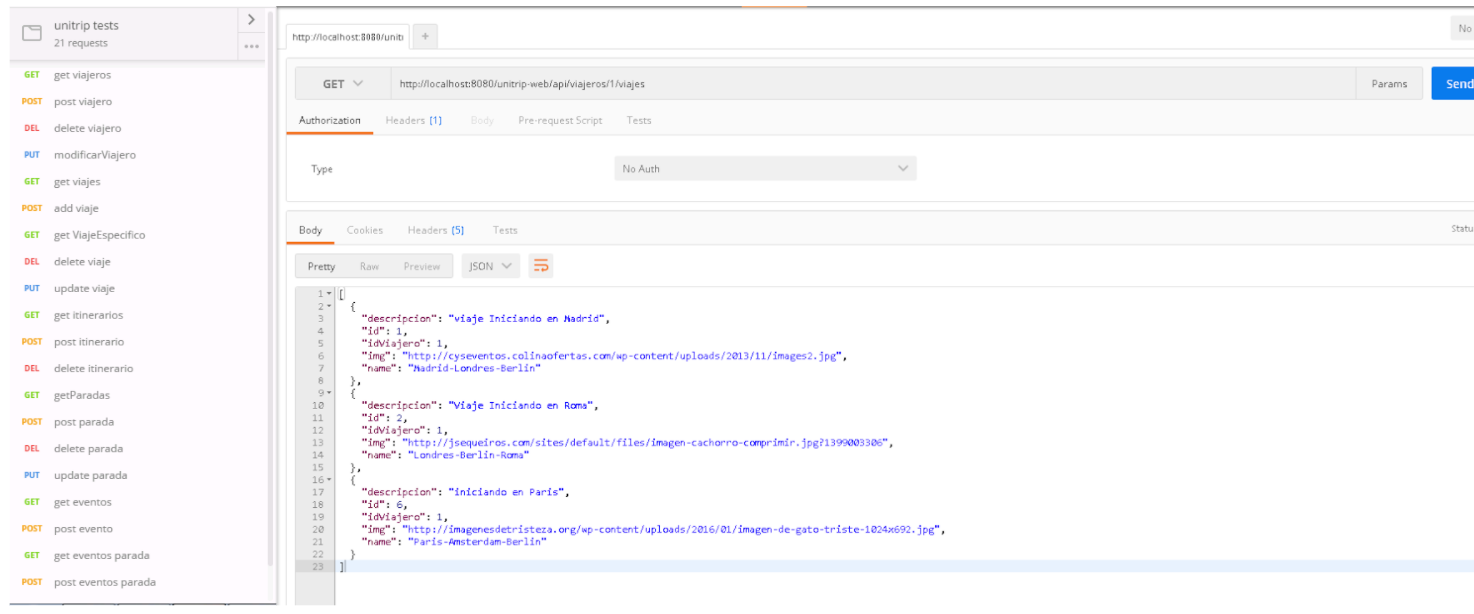 unitrip tests
21 requests
GET get viajeros
POST post viajero
DEL delete viajero
PUT modificarViajero
GET get viajes
POST add viaje
GET get ViajeEspecifico
DEL delete viaje
PUT update viaje
GET get itinerarios
POST post itinerario
DEL delete itinerario
GET getParadas
POST post parada
DEL delete parada
PUT update parada
GET get eventos
POST post evento
GET get eventos parada
POST post eventos parada
http://localhost:8080/unitr +
No
GET http://localhost:8080/unitrip-web/api/viajeros/1/viajes Params Send
Authorization Headers (1) Body Pre-request Script Tests
Type No Auth
Body Cookies Headers (5) Tests Statu
Pretty Raw Preview JSON
1 [
2 {
3 "descripcion": "viaje Iniciando en Madrid",
4 "id": 1,
5 "idViajero": 1,
6 "img": "http://cyseventos.colinaofertas.com/wp-content/uploads/2013/11/images2.jpg",
7 "name": "Madrid-Londres-Berlin"
8 },
9 {
10 "descripcion": "Viaje Iniciando en Roma",
11 "id": 2,
12 "idViajero": 1,
13 "img": "http://jsequeiros.com/sites/default/files/imagen-cachorro-comprimir.jpg?1399003306",
14 "name": "Londres-Berlin-Roma"
15 },
16 {
17 "descripcion": "iniciando en Paris",
18 "id": 6,
19 "idViajero": 1,
20 "img": "http://imagenesdetristeza.org/wp-content/uploads/2016/01/imagen-de-gato-triste-1024x692.jpg",
21 "name": "Paris-Amsterdam-Berlin"
22 }
23 ]